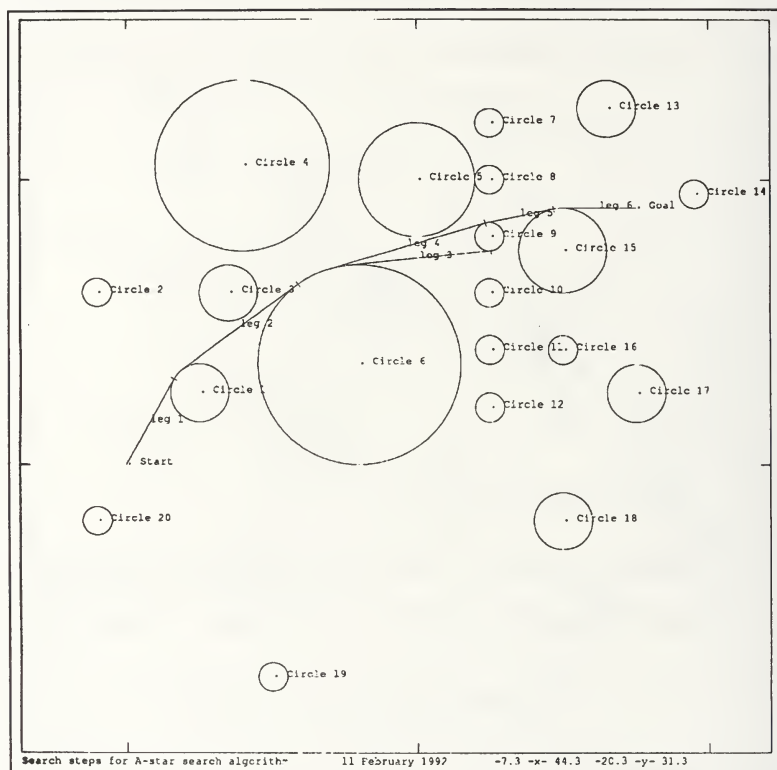 Circle 13
Circle 7
Circle 4
Circle 5
Circle 8
Circle 14
leg 6
Goal
leg 5
Circle 9
leg 4
leg 3
Circle 15
Circle 2
Circle 3
Circle 10
leg 2
Circle 11
Circle 16
Circle 6
Circle 1
Circle 17
Circle 12
leg 1
Start
Circle 20
Circle 18
Circle 19
Search steps for A-star search algorith- 11 February 1992 -7.3 -x- 44.3 -20.3 -y- 31.3